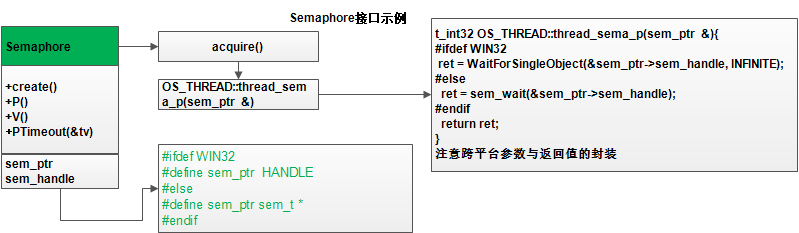 Semaphore接口示例
Semaphore
+create()
+P()
+V()
+PTimeout(&tv)
sem_ptr
sem_handle
acquire()
OS_THREAD::thread_sem
a_p(sem_ptr &)
t_int32 OS_THREAD::thread_sema_p(sem_ptr &){
#ifdef WIN32
ret = WaitForSingleObject(&sem_ptr->sem_handle, INFINITE);
#else
ret = sem_wait(&sem_ptr->sem_handle);
#endif
return ret;
}
注意跨平台参数与返回值的封装
#ifdef WIN32
#define sem_ptr HANDLE
#else
#define sem_ptr sem_t *
#endif